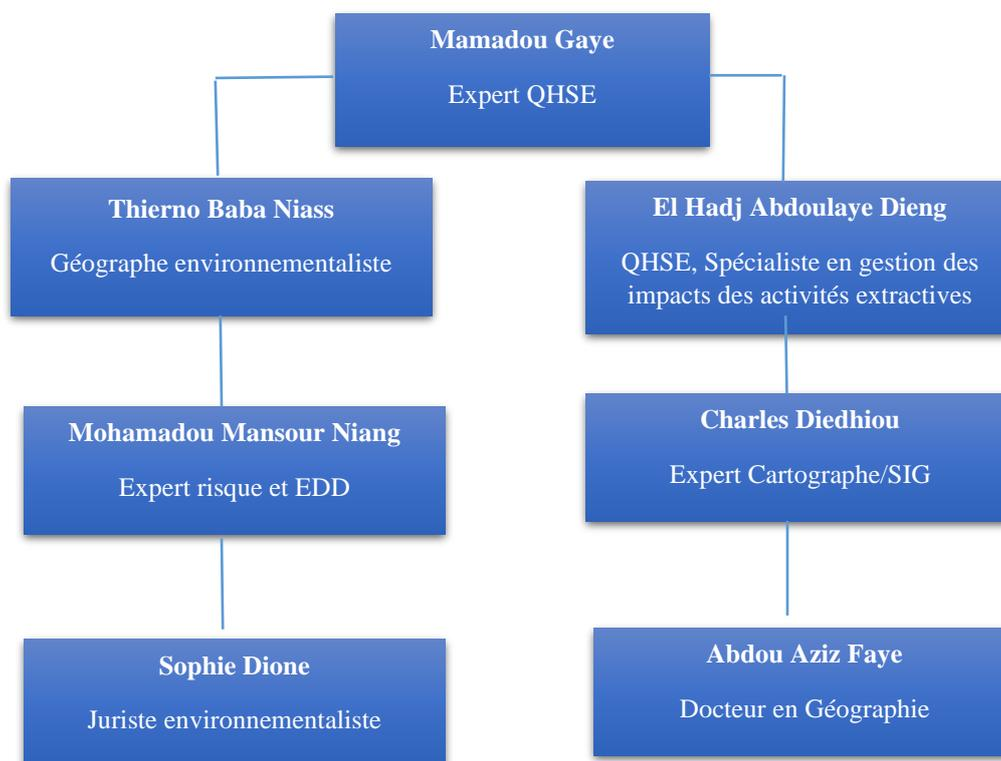 Mamadou Gaye
Expert QHSE
Thierno Baba Niass
Géographe environnementaliste
El Hadj Abdoulaye Dieng
QHSE, Spécialiste en gestion des
impacts des activités extractives
Mohamadou Mansour Niang
Expert risque et EDD
Charles Diedhiou
Expert Cartographe/SIG
Sophie Dione
Juriste environnementaliste
Abdou Aziz Faye
Docteur en Géographie